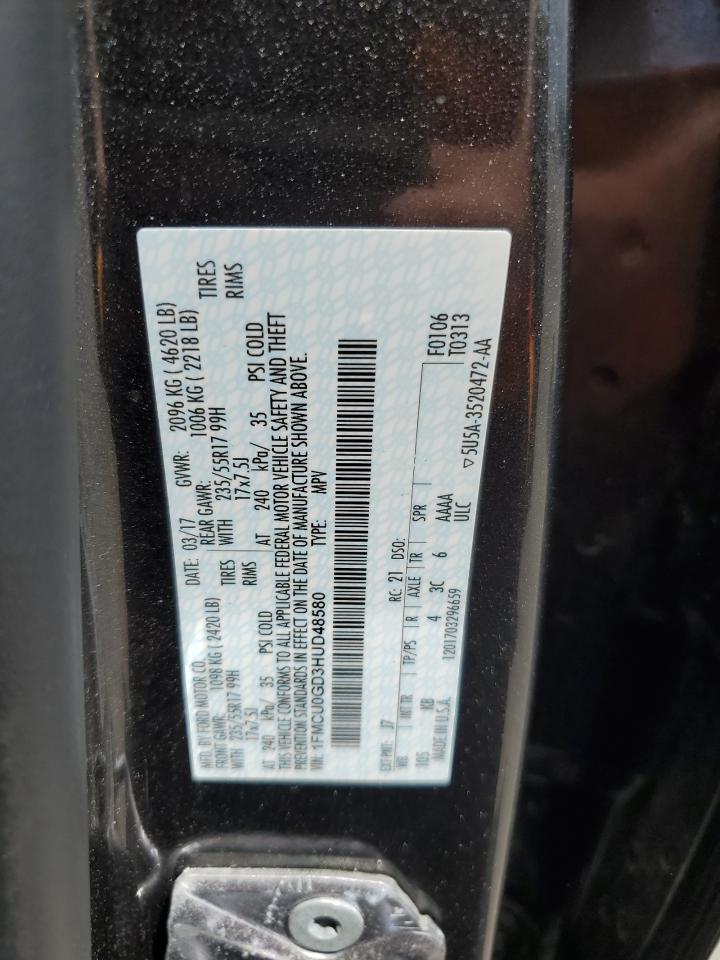 MFD. BY FORD MOTOR CO.
DATE: 03/17 GVWR: 2096 KG ( 4620 LB)
FRONT GAWR: 1098 KG ( 2420 LB) REAR GAWR: 1006 KG ( 2218 LB)
WITH 235/55R17 99H TIRES WITH 235/55R17 99H TIRES
17x7.5J RIMS 17x7.5J RIMS
AT 240 kPa/ 35 PSI COLD AT 240 kPa/ 35 PSI COLD
THIS VEHICLE CONFORMS TO ALL APPLICABLE FEDERAL MOTOR VEHICLE SAFETY AND THEFT
PREVENTION STANDARDS IN EFFECT ON THE DATE OF MANUFACTURE SHOWN ABOVE.
VIN: 1FMCU0GD3HUD48580 TYPE: MPV
F0106
T0313
EXT PNT: J7 RC: 21 DSO:
WB INT TR TP/PS R AXLE TR SPR
105 KB 4 3C 6 AAAA
MADE IN U.S.A. ULC
1201703296659
▽5U5A-3520472-AA